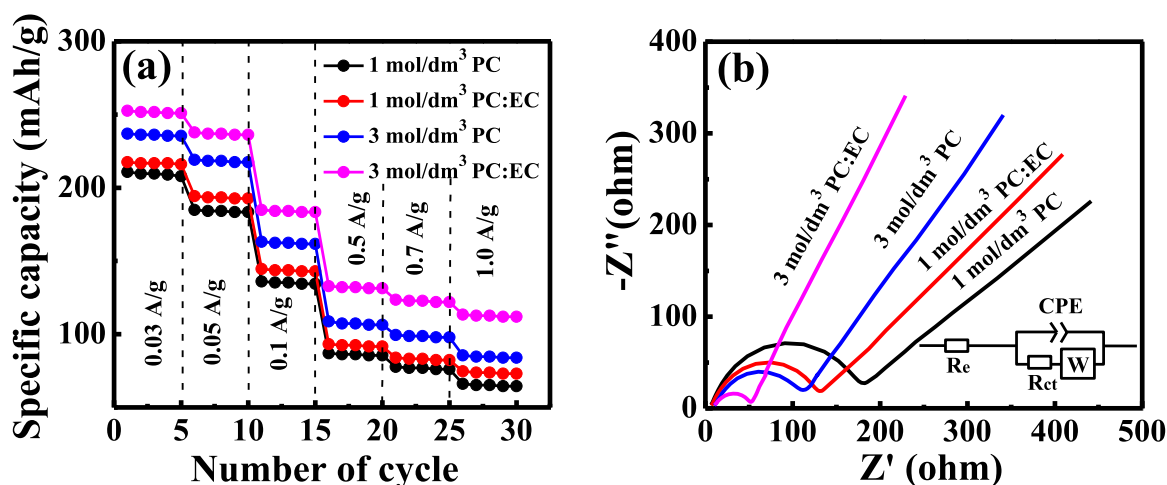 (a)
1 mol/dm³ PC
1 mol/dm³ PC:EC
3 mol/dm³ PC
3 mol/dm³ PC:EC
0.03 A/g
0.05 A/g
0.1 A/g
0.5 A/g
0.7 A/g
1.0 A/g
300
200
100
0 5 10 15 20 25 30
Number of cycle
Specific capacity (mAh/g)
(b)
3 mol/dm³ PC:EC
3 mol/dm³ PC
1 mol/dm³ PC:EC
1 mol/dm³ PC
CPE
Re
Rct
W
400
300
200
100
0
0 100 200 300 400 500
Z' (ohm)
-Z''(ohm)